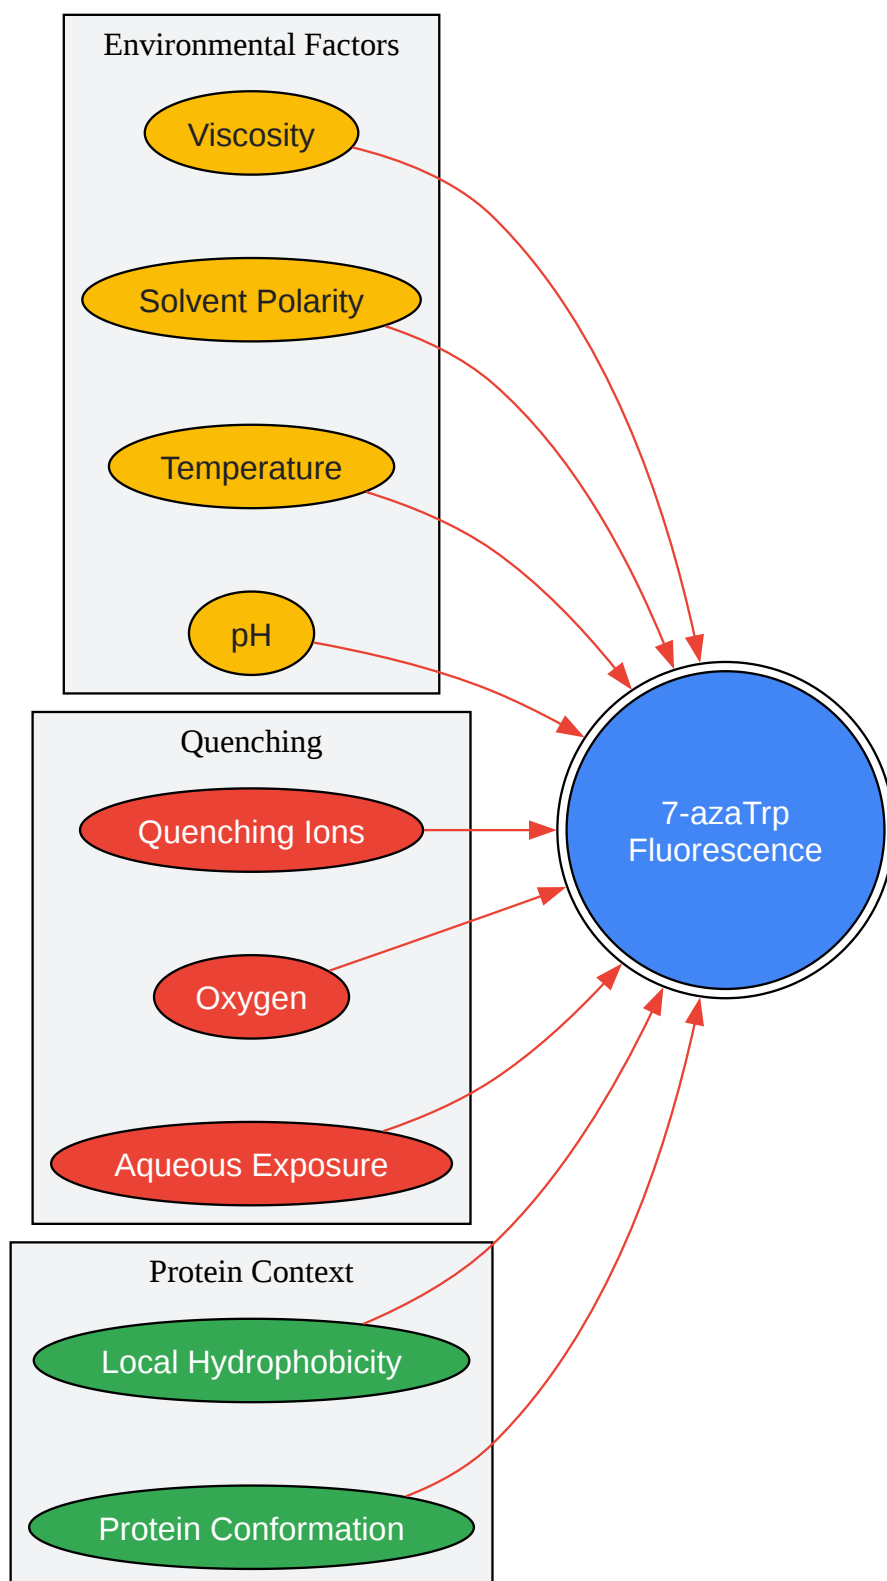 Environmental Factors
Viscosity
Solvent Polarity
Temperature
pH
Quenching
Quenching Ions
Oxygen
Aqueous Exposure
7-azaTrp
Fluorescence
Protein Context
Local Hydrophobicity
Protein Conformation